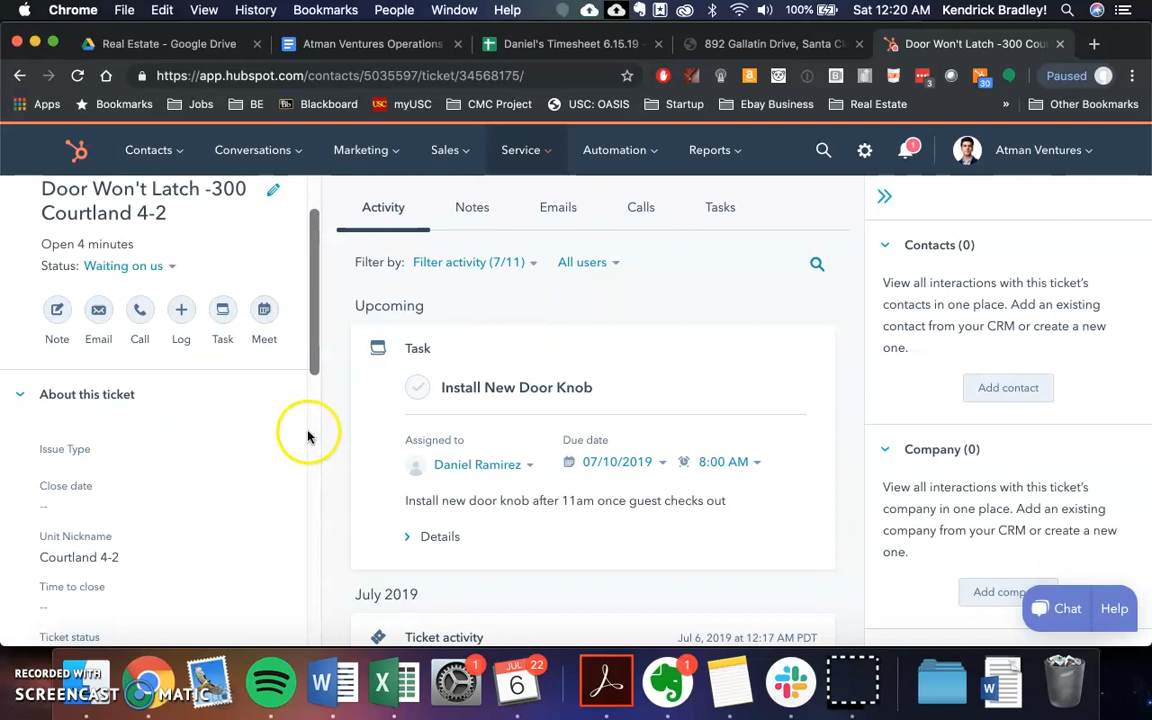 Chrome File Edit View History Bookmarks People Window Help 100% Sat 12:20 AM Kendrick Bradley!
Real Estate - Google Drive Atman Ventures Operations Daniel's Timesheet 6.15.19 - 892 Gallatin Drive, Santa Cl Door Won't Latch -300 Cou
https://app.hubspot.com/contacts/5035597/ticket/34568175/ 3 30 Paused
Apps Bookmarks Jobs BE Blackboard USC myUSC CMC Project USC: OASIS Startup Ebay Business Real Estate » Other Bookmarks
Contacts Conversations Marketing Sales Service Automation Reports 1 Atman Ventures
Door Won't Latch -300
Courtland 4-2
Open 4 minutes
Status: Waiting on us
Note Email Call Log Task Meet
About this ticket
Issue Type
Close date
--
Unit Nickname
Courtland 4-2
Time to close
--
Ticket status
Activity Notes Emails Calls Tasks
Filter by: Filter activity (7/11) All users
Upcoming
Task
Install New Door Knob
Assigned to Due date
Daniel Ramirez 07/10/2019 8:00 AM
Install new door knob after 11am once guest checks out
Details
July 2019
Ticket activity Jul 6, 2019 at 12:17 AM PDT
Contacts (0)
View all interactions with this ticket's
contacts in one place. Add an existing
contact from your CRM or create a new
one.
Add contact
Company (0)
View all interactions with this ticket's
company in one place. Add an existing
company from your CRM or create a new
one.
Add comp
Chat Help
RECORDED WITH
SCREENCAST MATIC
1 JUL 22 6 1